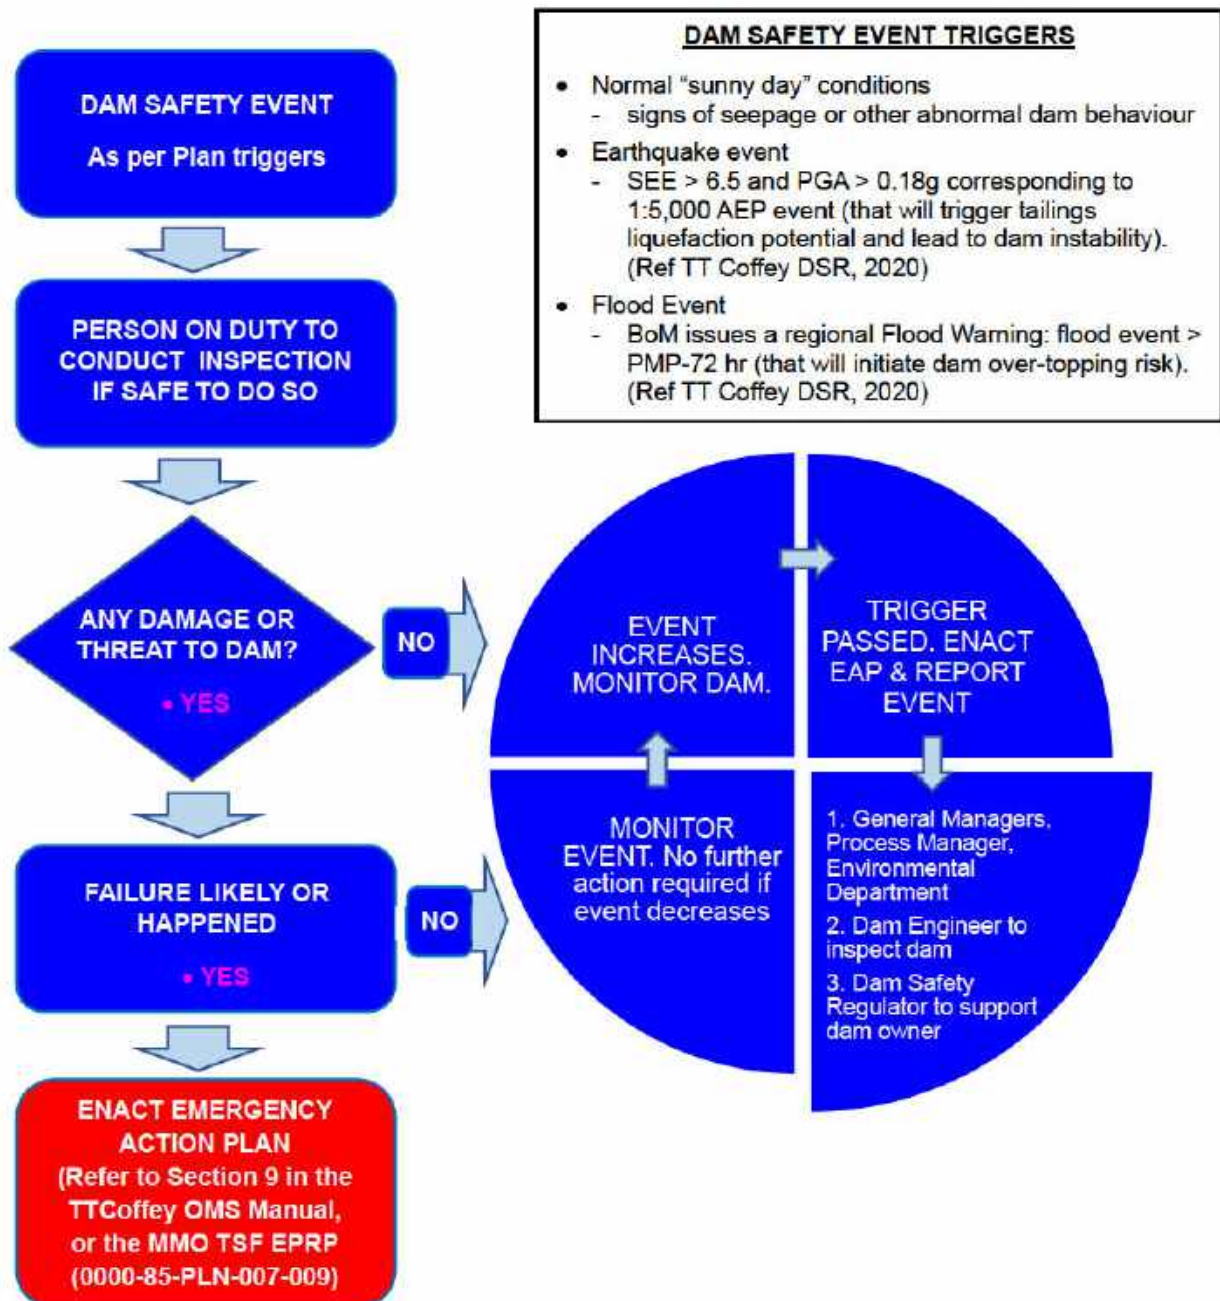 DAM SAFETY EVENT
As per Plan triggers
PERSON ON DUTY TO
CONDUCT INSPECTION
IF SAFE TO DO SO
ANY DAMAGE OR
THREAT TO DAM?
• YES
NO
FAILURE LIKELY OR
HAPPENED
• YES
NO
ENACT EMERGENCY
ACTION PLAN
(Refer to Section 9 in the
TTCoffey OMS Manual,
or the MMO TSF EPRP
(0000-85-PLN-007-009)
DAM SAFETY EVENT TRIGGERS
• Normal “sunny day” conditions
- signs of seepage or other abnormal dam behaviour
• Earthquake event
- SEE > 6.5 and PGA > 0.18g corresponding to
1:5,000 AEP event (that will trigger tailings
liquefaction potential and lead to dam instability).
(Ref TT Coffey DSR, 2020)
• Flood Event
- BoM issues a regional Flood Warning: flood event >
PMP-72 hr (that will initiate dam over-topping risk).
(Ref TT Coffey DSR, 2020)
EVENT
INCREASES.
MONITOR DAM.
TRIGGER
PASSED. ENACT
EAP & REPORT
EVENT
MONITOR
EVENT. No further
action required if
event decreases
1. General Managers,
Process Manager,
Environmental
Department
2. Dam Engineer to
inspect dam
3. Dam Safety
Regulator to support
dam owner